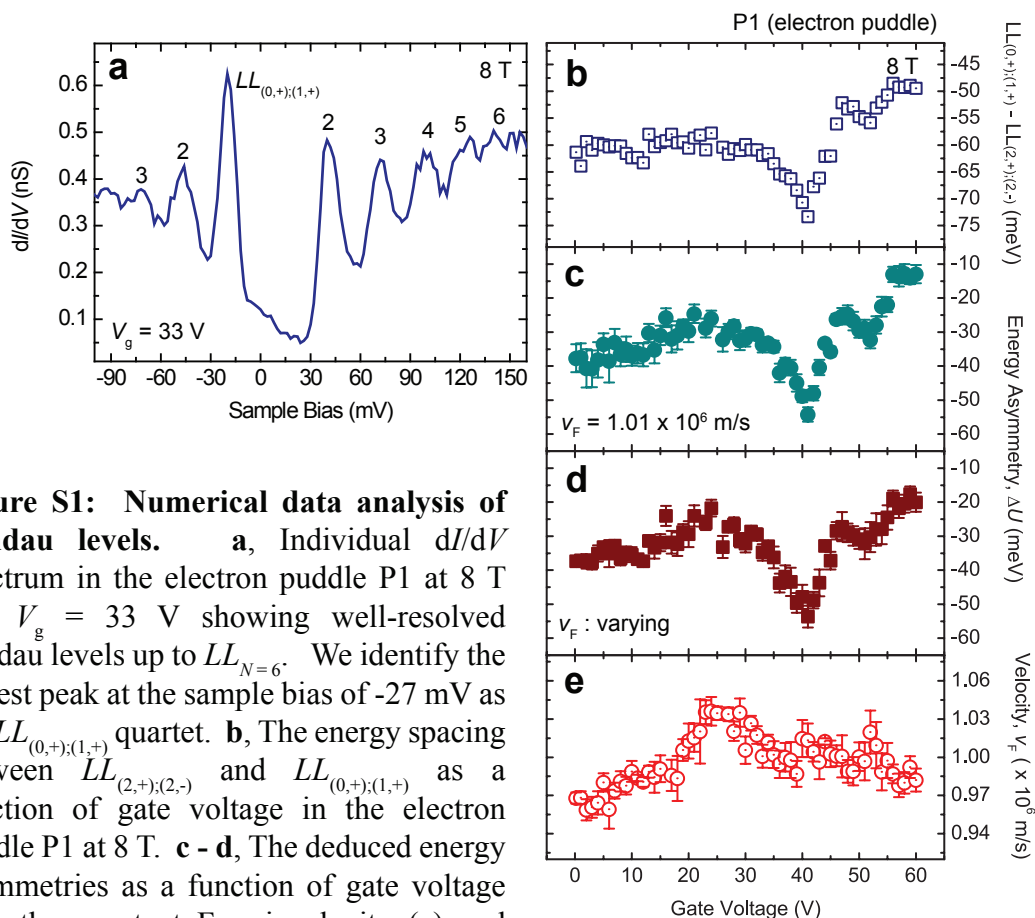 P1 (electron puddle)
a
8 T
LL(0,+);(1,+)
3
2
2
3
4
5
6
0.6
0.5
0.4
0.3
0.2
0.1
dI/dV (nS)
Vg = 33 V
-90 -60 -30 0 30 60 90 120 150
Sample Bias (mV)
b
8 T
-45
-50
-55
-60
-65
-70
-75
LL(0,+);(1,+) - LL(2,+);(2,-) (meV)
c
vF = 1.01 x 10⁶ m/s
-10
-20
-30
-40
-50
-60
Energy Asymmetry, ΔU (meV)
d
vF : varying
-10
-20
-30
-40
-50
-60
e
1.06
1.03
1.00
0.97
0.94
Velocity, vF ( x 10⁶ m/s)
0 10 20 30 40 50 60
Gate Voltage (V)
ure S1: Numerical data analysis of
dau levels. a, Individual dI/dV
ctrum in the electron puddle P1 at 8 T
Vg = 33 V showing well-resolved
dau levels up to LLN=6. We identify the
est peak at the sample bias of -27 mV as
LL(0,+);(1,+) quartet. b, The energy spacing
ween LL(2,+);(2,-) and LL(0,+);(1,+) as a
ction of gate voltage in the electron
dle P1 at 8 T. c - d, The deduced energy
mmetries as a function of gate voltage